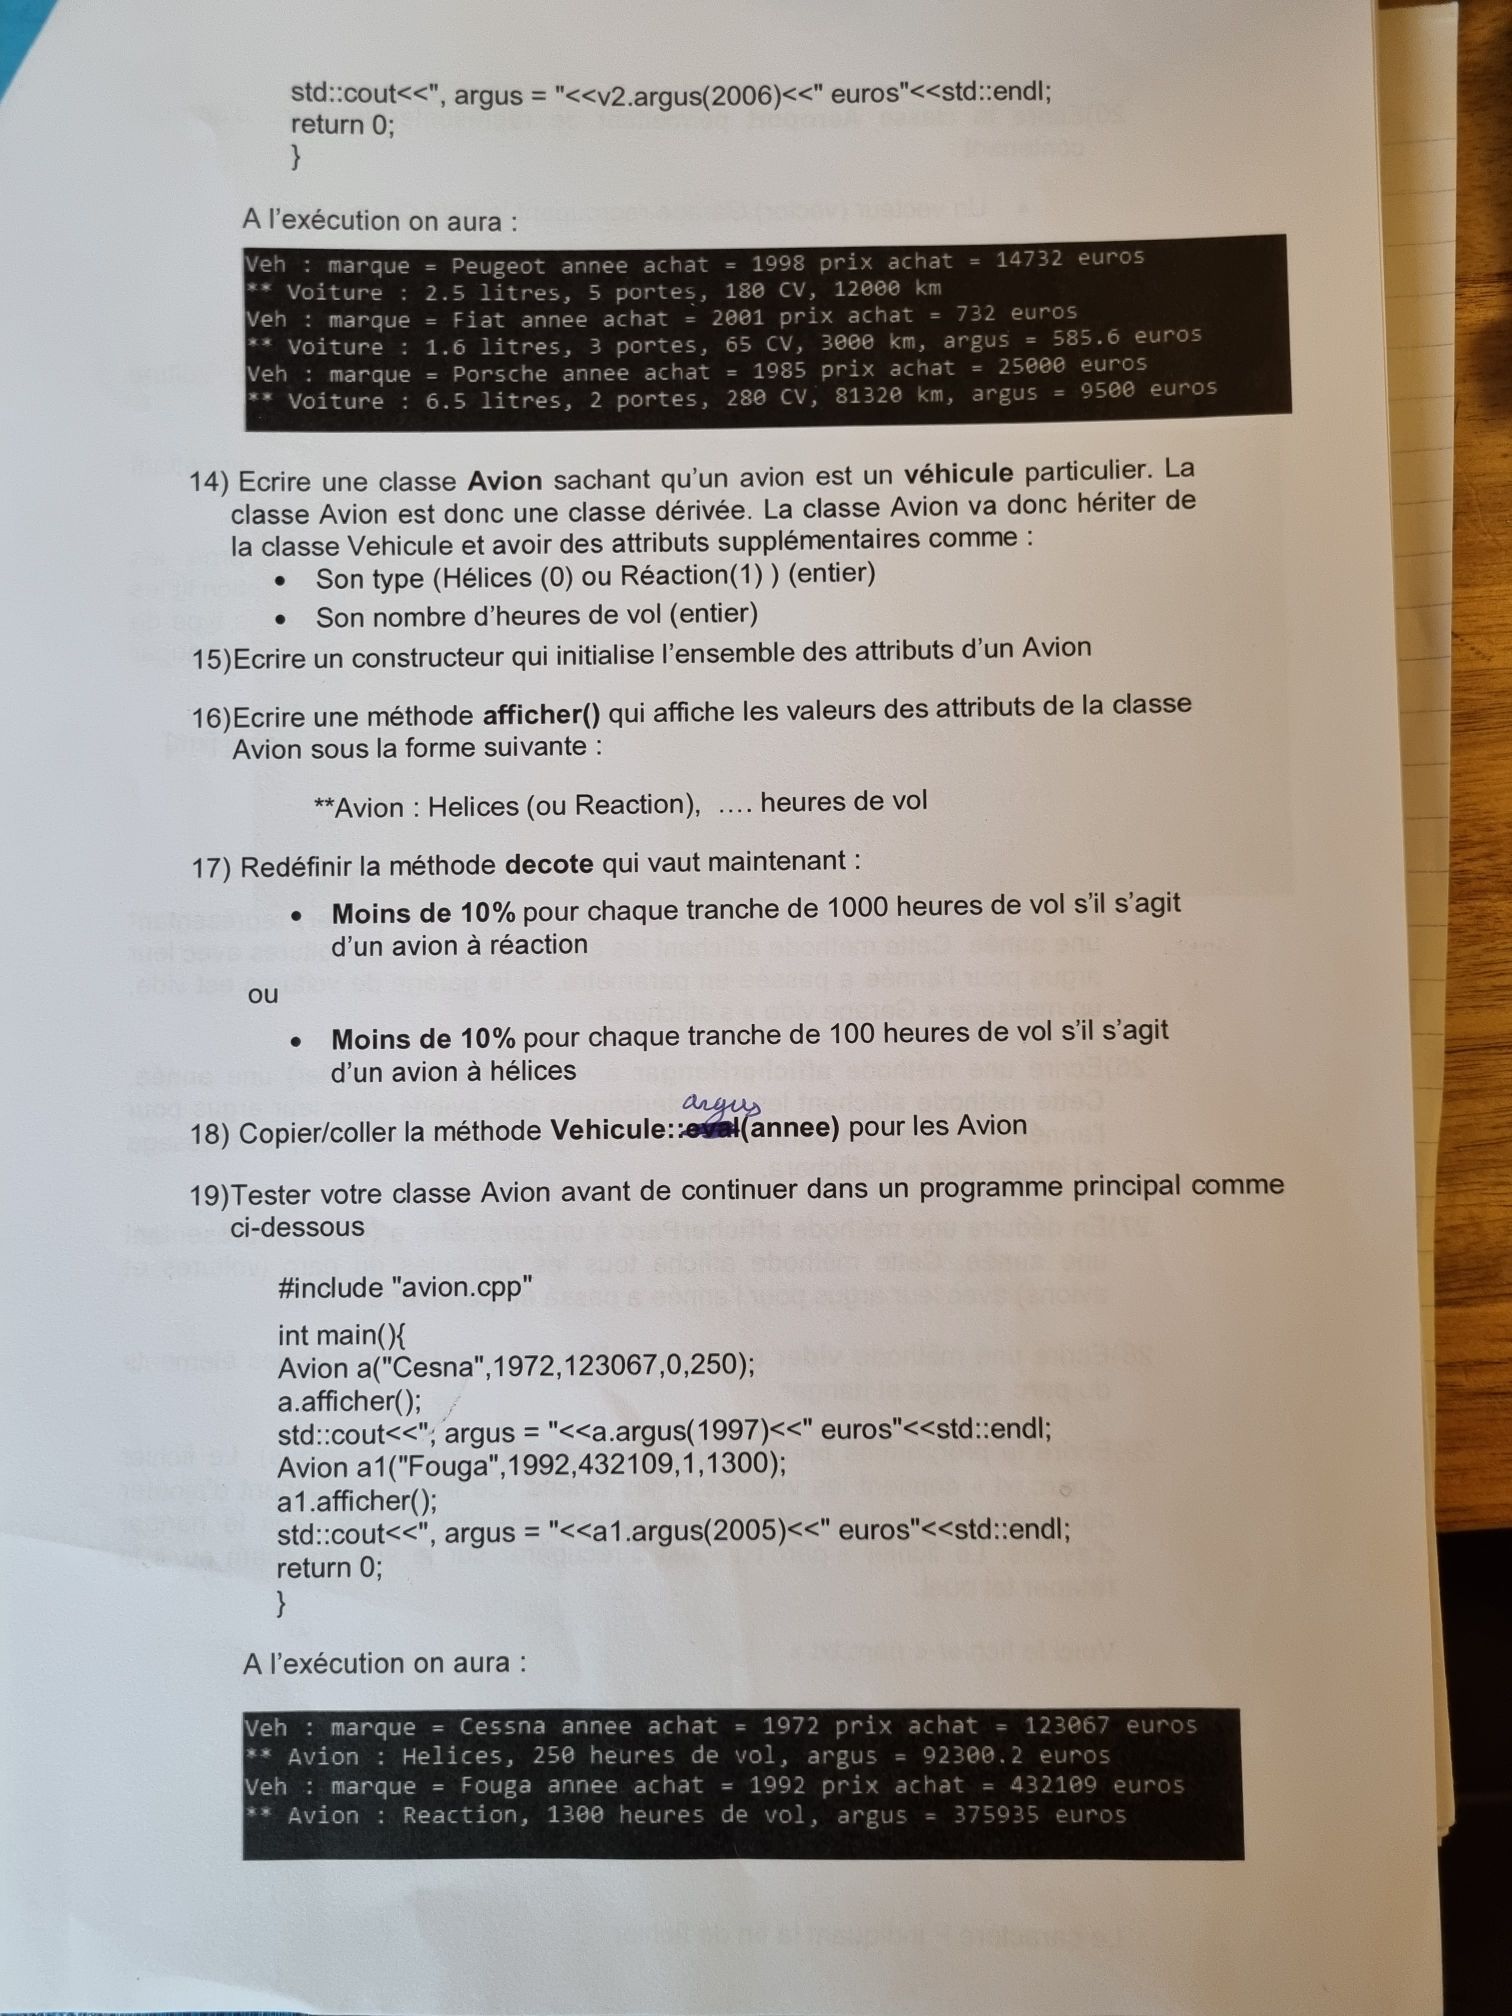 std::cout<<", argus = "<<v2.argus(2006)<<" euros"<<std::endl;
return 0;
}
A l'exécution on aura :
Veh : marque = Peugeot annee achat = 1998 prix achat = 14732 euros
** Voiture : 2.5 litres, 5 portes, 180 CV, 12000 km
Veh : marque = Fiat annee achat = 2001 prix achat = 732 euros
** Voiture : 1.6 litres, 3 portes, 65 CV, 3000 km, argus = 585.6 euros
Veh : marque = Porsche annee achat = 1985 prix achat = 25000 euros
** Voiture : 6.5 litres, 2 portes, 280 CV, 81320 km, argus = 9500 euros
14) Ecrire une classe Avion sachant qu'un avion est un véhicule particulier. La
classe Avion est donc une classe dérivée. La classe Avion va donc hériter de
la classe Vehicule et avoir des attributs supplémentaires comme :
• Son type (Hélices (0) ou Réaction(1) ) (entier)
• Son nombre d'heures de vol (entier)
15)Ecrire un constructeur qui initialise l'ensemble des attributs d'un Avion
16)Ecrire une méthode afficher() qui affiche les valeurs des attributs de la classe
Avion sous la forme suivante :
**Avion : Helices (ou Reaction), .... heures de vol
17) Redéfinir la méthode decote qui vaut maintenant :
• Moins de 10% pour chaque tranche de 1000 heures de vol s'il s'agit
d'un avion à réaction
ou
• Moins de 10% pour chaque tranche de 100 heures de vol s'il s'agit
d'un avion à hélices
argus
18) Copier/coller la méthode Vehicule::eval(annee) pour les Avion
19)Tester votre classe Avion avant de continuer dans un programme principal comme
ci-dessous
#include "avion.cpp"
int main(){
Avion a("Cesna",1972,123067,0,250);
a.afficher();
std::cout<<", argus = "<<a.argus(1997)<<" euros"<<std::endl;
Avion a1("Fouga",1992,432109,1,1300);
a1.afficher();
std::cout<<", argus = "<<a1.argus(2005)<<" euros"<<std::endl;
return 0;
}
A l'exécution on aura :
Veh : marque = Cessna annee achat = 1972 prix achat = 123067 euros
** Avion : Helices, 250 heures de vol, argus = 92300.2 euros
Veh : marque = Fouga annee achat = 1992 prix achat = 432109 euros
** Avion : Reaction, 1300 heures de vol, argus = 375935 euros